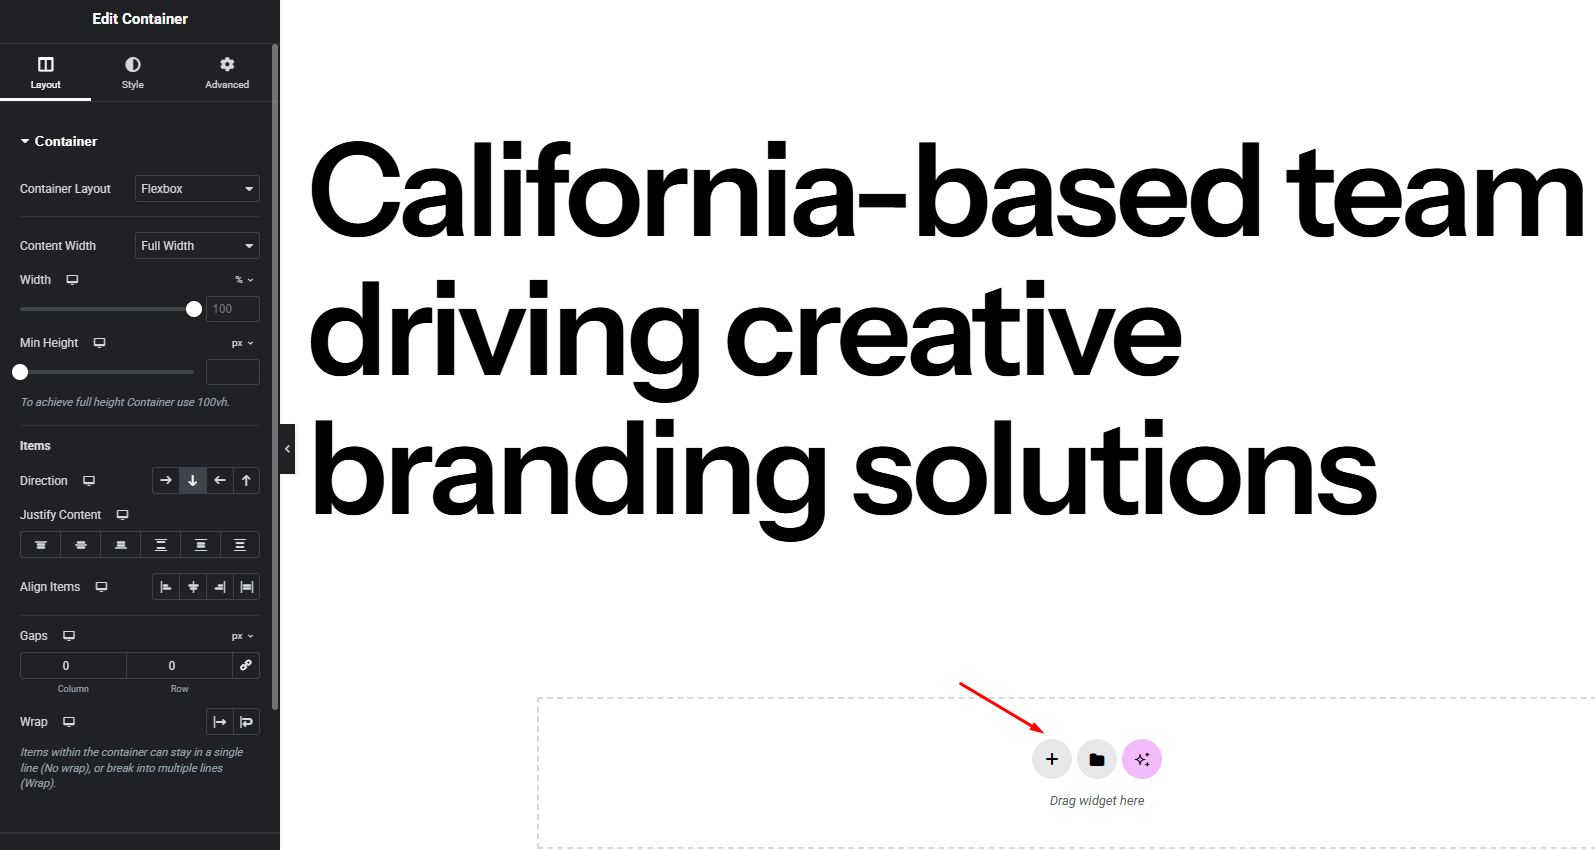 Edit Container
Layout
Style
Advanced
Container
Container Layout
Flexbox
Content Width
Full Width
Width
%
100
Min Height
px
To achieve full height Container use 100vh.
Items
Direction
Justify Content
Align Items
Gaps
px
0
0
Column
Row
Wrap
Items within the container can stay in a single
line (No wrap), or break into multiple lines
(Wrap).
California-based team
driving creative
branding solutions
Drag widget here